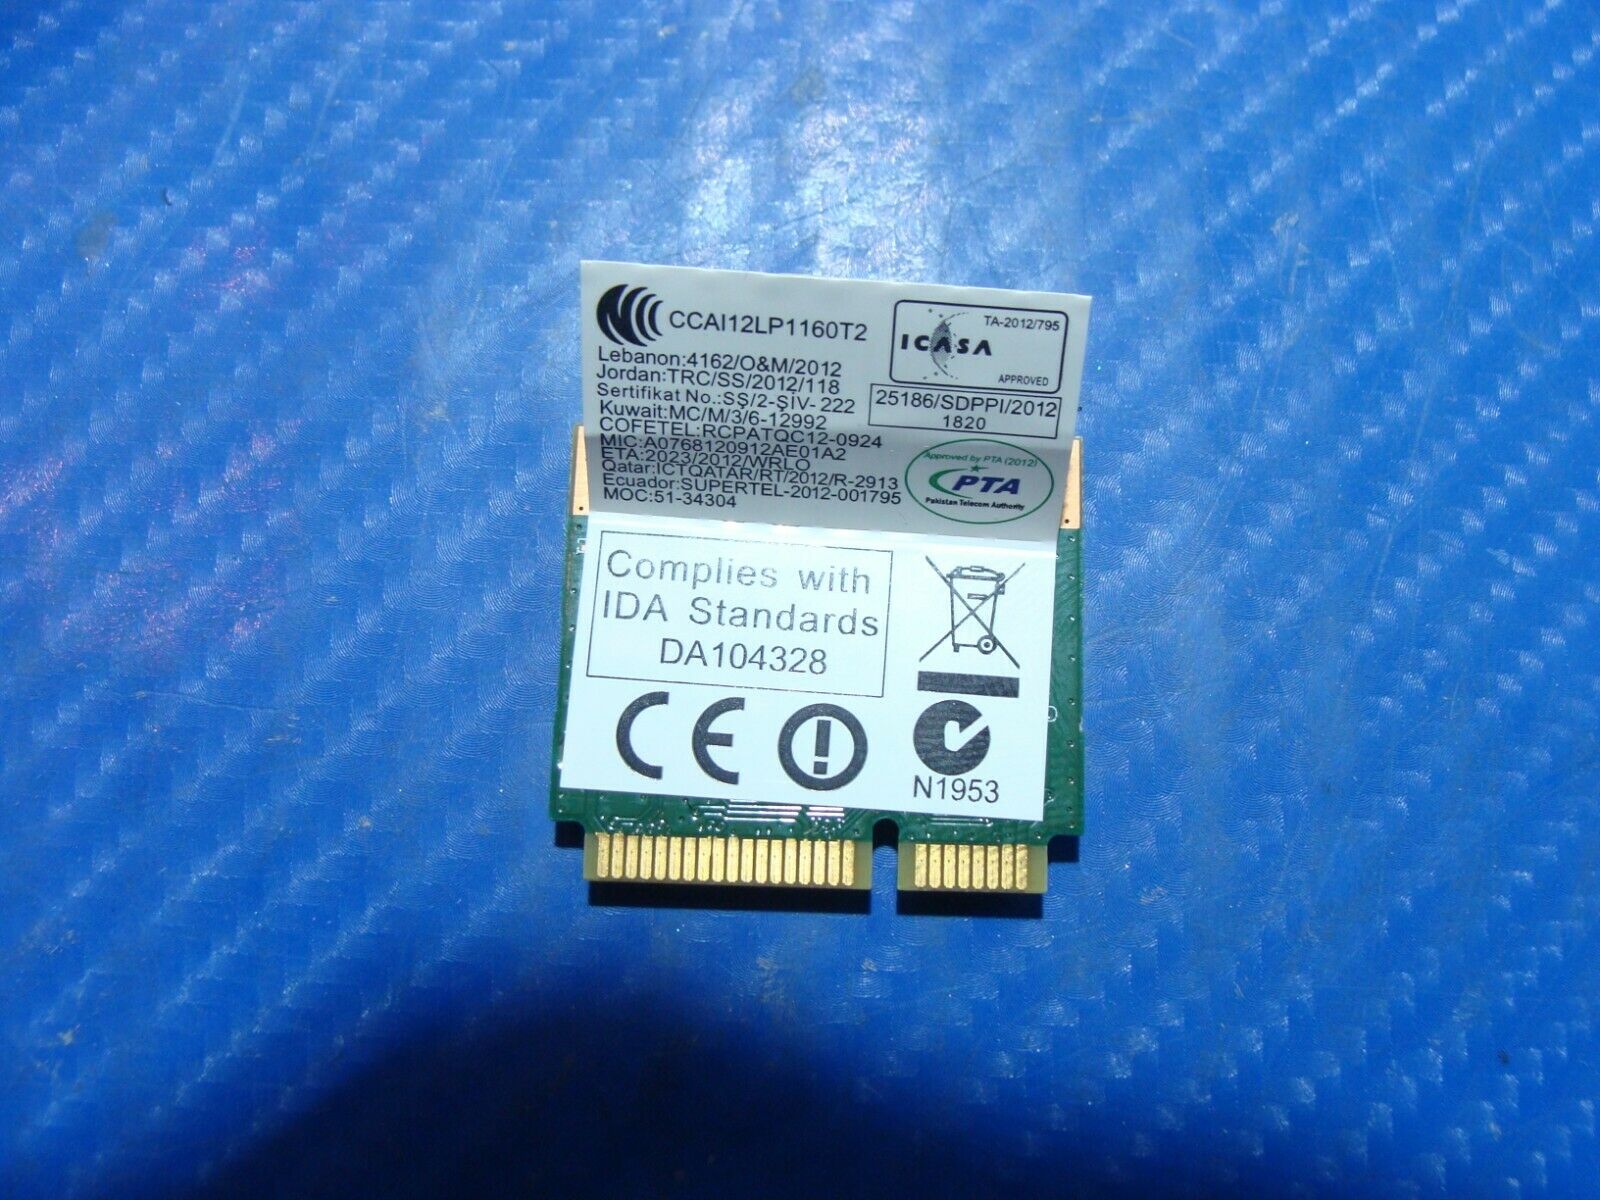 CCAI12LP1160T2
TA-2012/795
ICASA
APPROVED
Lebanon:4162/O&M/2012
Jordan:TRC/SS/2012/118
Sertifikat No.:SŞ/2-ŞIV- 222
Kuwait:MC/M/3/6-12992
COFETEL:RCPATQC12-0924
MIC:A0768120912AE01A2
ETA:2023/2012/WRLO
Qatar:ICTQATAR/RT/2012/R-2913
Ecuador:SUPERTEL-2012-001795
MOC:51-34304
25186/SDPPI/2012
1820
Approved by PTA (2012)
PTA
Pakistan Telecom Authority
Complies with
IDA Standards
DA104328
CE
N1953